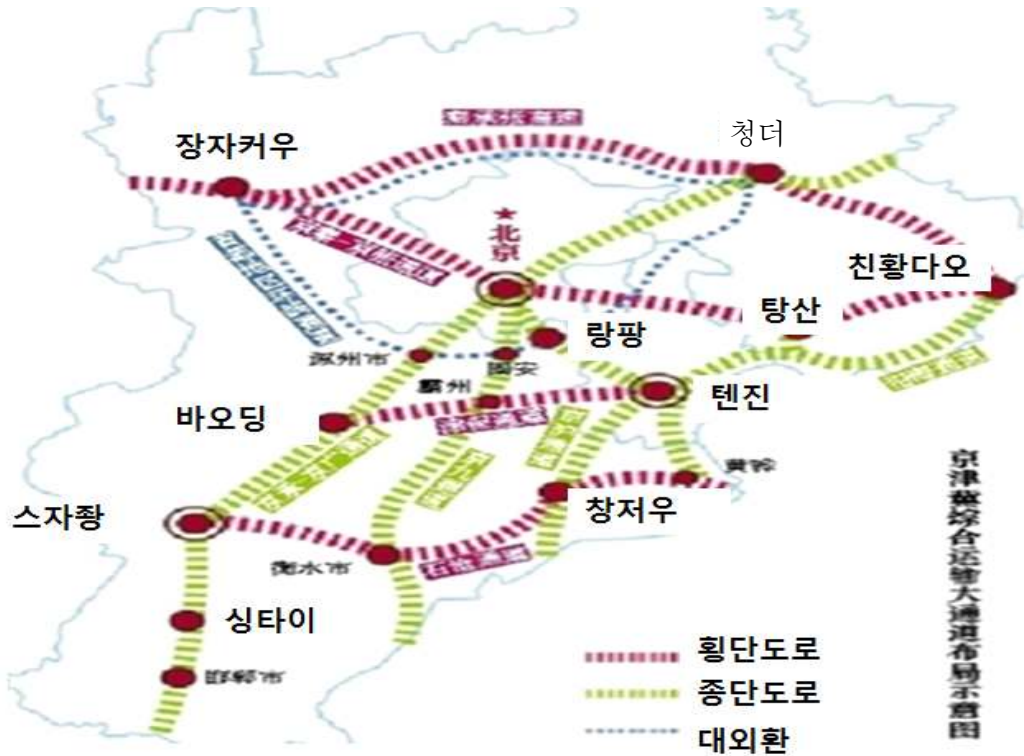 장자커우
청더
★北京
친황다오
탕산
랑팡
涿州市
固安
霸州
바오딩
텐진
黄骅
스자좡
창저우
衡水市
싱타이
邯郸市
횡단도로
종단도로
대외환
京津冀综合运输大通道布局示意图